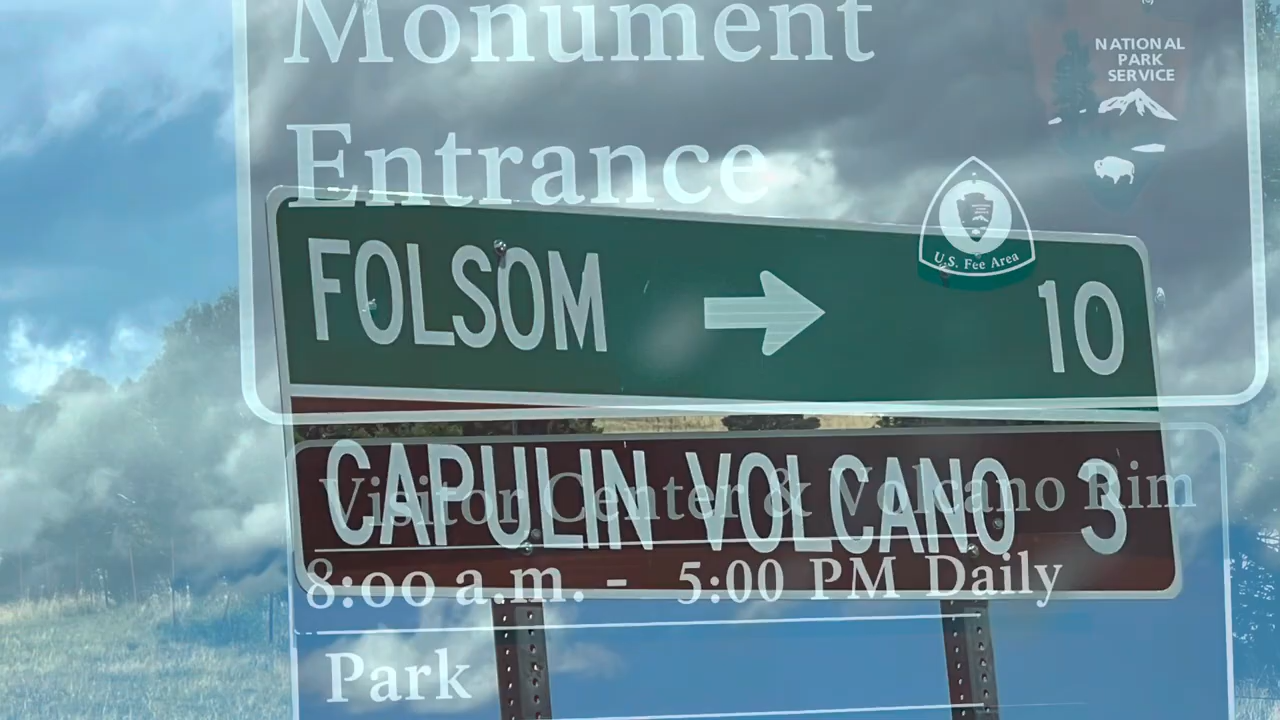 Monument
NATIONAL
PARK
SERVICE
Entrance
U.S. Fee Area
FOLSOM → 10
CAPULIN VOLCANO 3
Visitor Center & Volcano Rim
8:00 a.m. - 5:00 PM Daily
Park